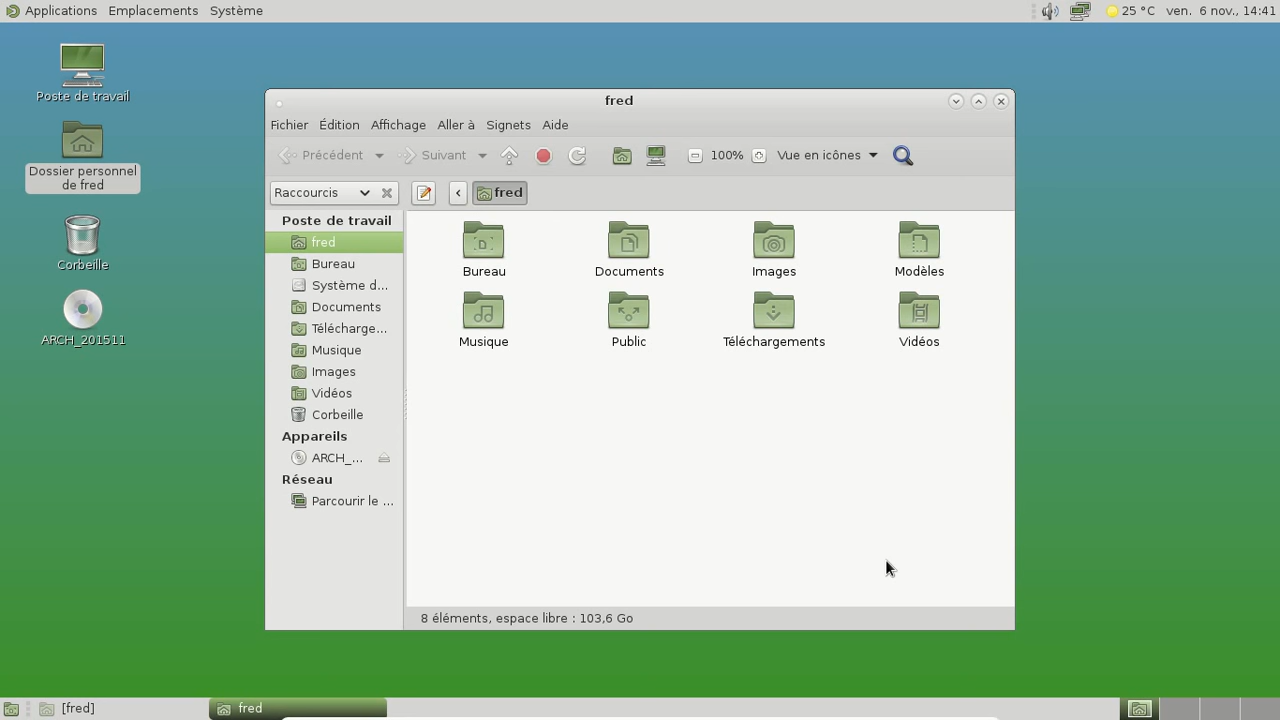 Applications Emplacements Système
25 °C ven. 6 nov., 14:41
Poste de travail
Dossier personnel
de fred
Corbeille
ARCH_201511
fred
Fichier Édition Affichage Aller à Signets Aide
Précédent Suivant 100% Vue en icônes
Raccourcis fred
Poste de travail
fred
Bureau
Système d...
Documents
Télécharge...
Musique
Images
Vidéos
Corbeille
Appareils
ARCH_...
Réseau
Parcourir le ...
Bureau Documents Images Modèles
Musique Public Téléchargements Vidéos
8 éléments, espace libre : 103,6 Go
[fred] fred